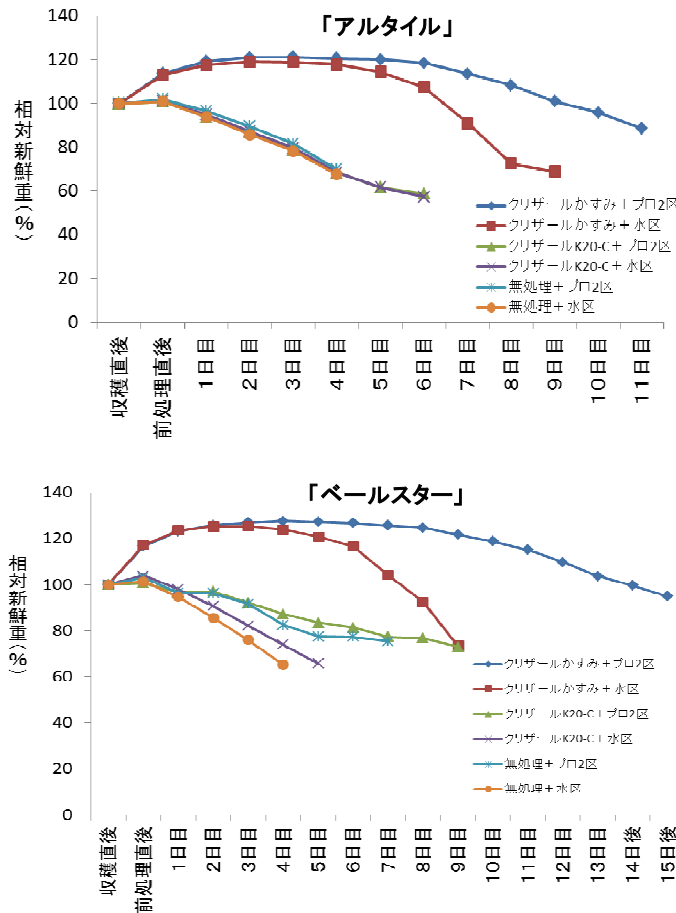 「アルタイル」
相対新鮮重(%)
140
120
100
80
60
40
20
0
クリザールかすみ+プロ2区
クリザールかすみ+水区
クリザールK20-C+プロ2区
クリザールK20-C+水区
無処理+プロ2区
無処理+水区
収穫直後
前処理直後
1日目
2日目
3日目
4日目
5日目
6日目
7日目
8日目
9日目
10日目
11日目
「ベールスター」
相対新鮮重(%)
140
120
100
80
60
40
20
0
クリザールかすみ+プロ2区
クリザールかすみ+水区
クリザールK20-C+プロ2区
クリザールK20-C+水区
無処理+プロ2区
無処理+水区
収穫直後
前処理直後
1日目
2日目
3日目
4日目
5日目
6日目
7日目
8日目
9日目
10日目
11日目
12日目
13日目
14日後
15日後